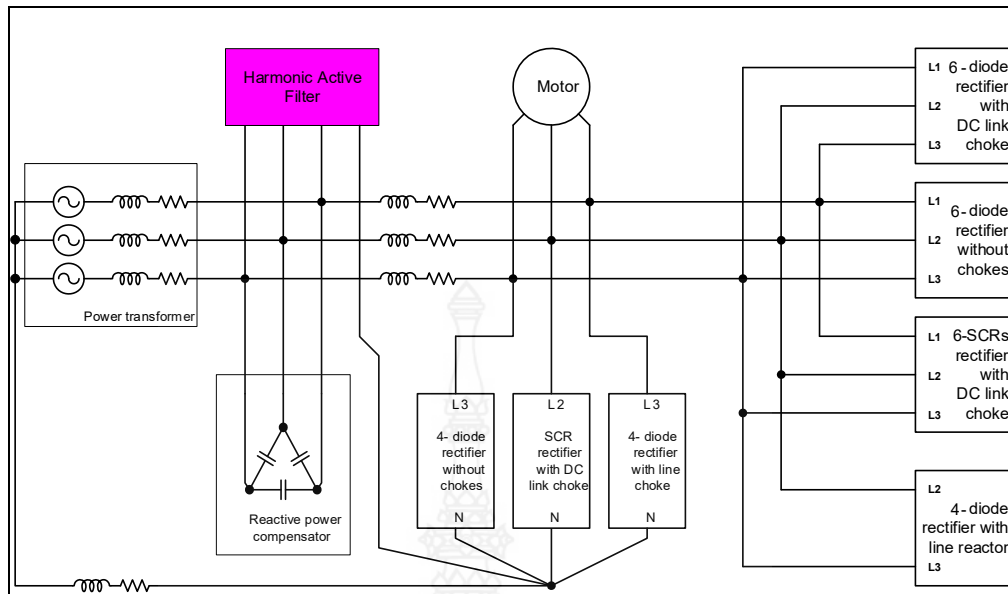 Harmonic Active
Filter
Motor
Power transformer
Reactive power
compensator
L3
4- diode
rectifier
without
chokes
N
L2
SCR
rectifier
with DC
link choke
N
L3
4- diode
rectifier
with line
choke
N
L1
L2
L3
6- diode
rectifier
with
DC link
choke
L1
L2
L3
6- diode
rectifier
without
chokes
L1
L2
L3
6-SCRs
rectifier
with
DC link
choke
L2
4-diode
rectifier with
line reactor
L3